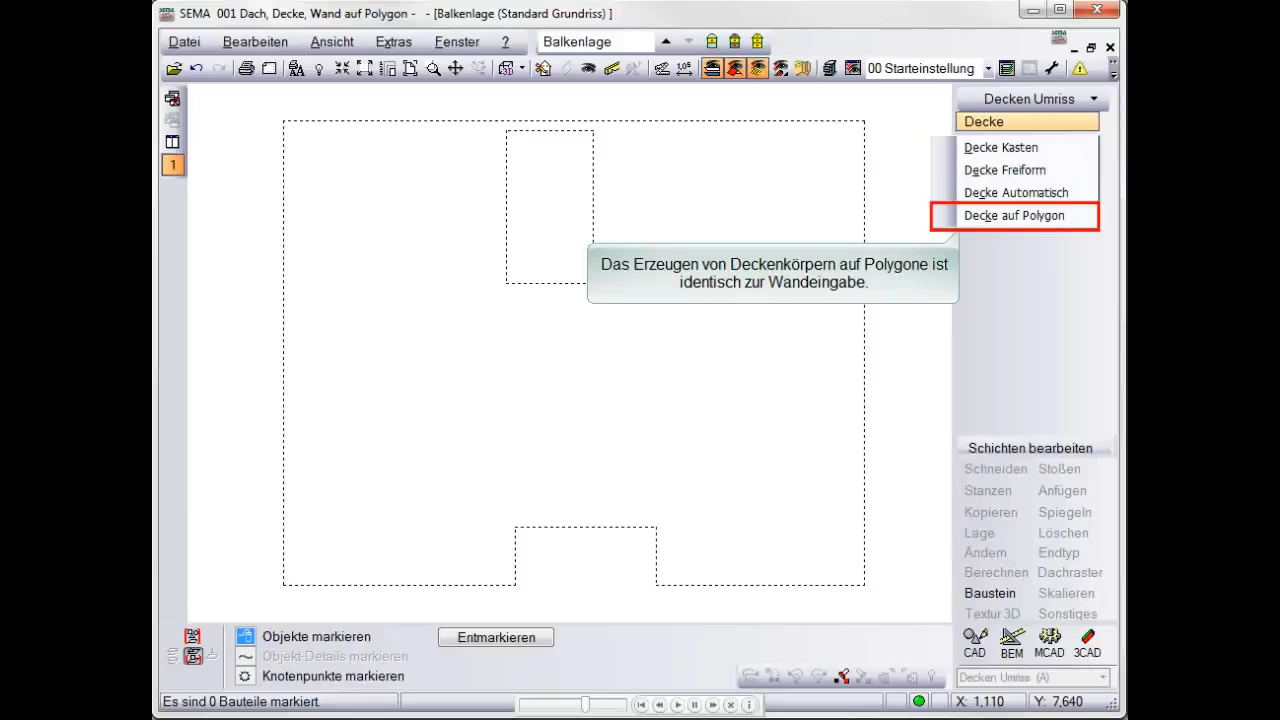 SEMA 001 Dach, Decke, Wand auf Polygon - - [Balkenlage (Standard Grundriss) ]
Datei Bearbeiten Ansicht Extras Fenster ? Balkenlage
00 Starteinstellung
1
Decken Umriss
Decke
Decke Kasten
Decke Freiform
Decke Automatisch
Decke auf Polygon
Das Erzeugen von Deckenkörpern auf Polygone ist
identisch zur Wandeingabe.
Schichten bearbeiten
Schneiden Stoßen
Stanzen Anfügen
Kopieren Spiegeln
Lage Löschen
Ändern Endtyp
Berechnen Dachraster
Baustein Skalieren
Textur 3D Sonstiges
CAD BEM MCAD 3CAD
Objekte markieren Entmarkieren
Objekt-Details markieren
Knotenpunkte markieren
Decken Umriss (A)
Es sind 0 Bauteile markiert. X: 1,110 Y: 7,640